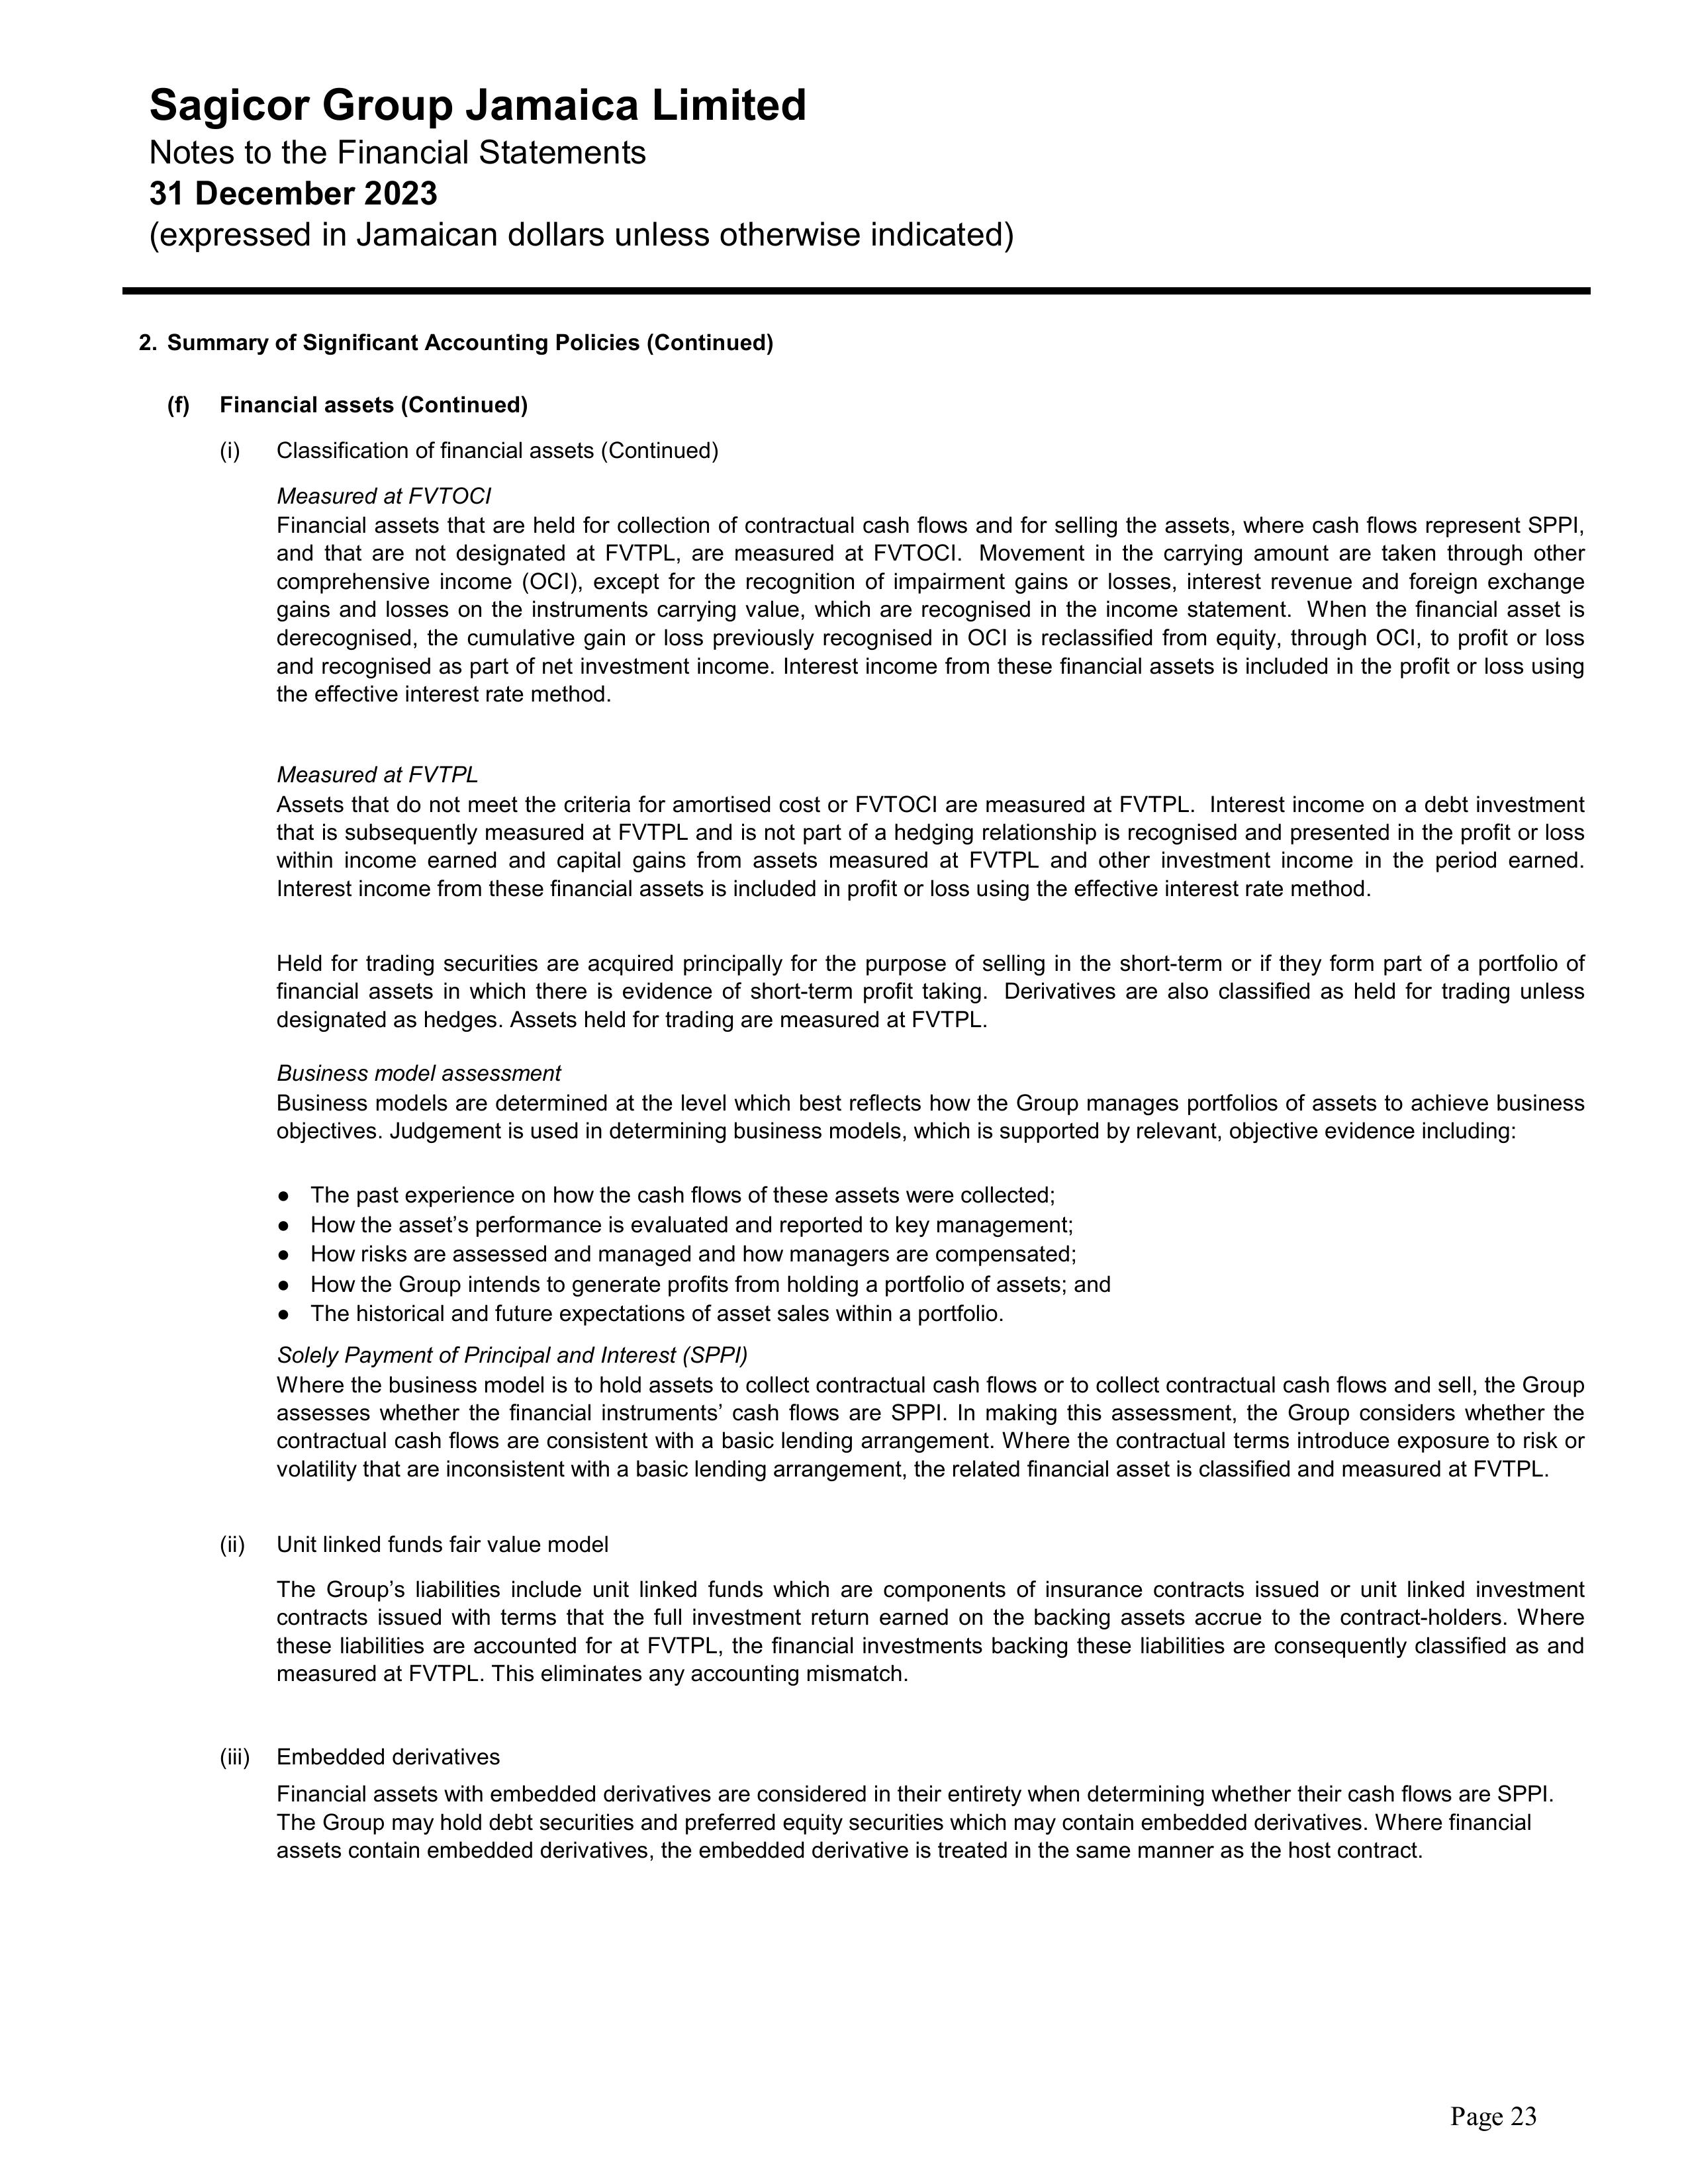 Sagicor Group Jamaica Limited
Notes to the Financial Statements
31 December 2023
(expressed in Jamaican dollars unless otherwise indicated)
2. Summary of Significant Accounting Policies (Continued)
(f) Financial assets (Continued)
(i) Classification of financial assets (Continued)
Measured at FVTOCI
Financial assets that are held for collection of contractual cash flows and for selling the assets, where cash flows represent SPPI,
and that are not designated at FVTPL, are measured at FVTOCI. Movement in the carrying amount are taken through other
comprehensive income (OCI), except for the recognition of impairment gains or losses, interest revenue and foreign exchange
gains and losses on the instruments carrying value, which are recognised in the income statement. When the financial asset is
derecognised, the cumulative gain or loss previously recognised in OCI is reclassified from equity, through OCI, to profit or loss
and recognised as part of net investment income. Interest income from these financial assets is included in the profit or loss using
the effective interest rate method.
Measured at FVTPL
Assets that do not meet the criteria for amortised cost or FVTOCI are measured at FVTPL. Interest income on a debt investment
that is subsequently measured at FVTPL and is not part of a hedging relationship is recognised and presented in the profit or loss
within income earned and capital gains from assets measured at FVTPL and other investment income in the period earned.
Interest income from these financial assets is included in profit or loss using the effective interest rate method.
Held for trading securities are acquired principally for the purpose of selling in the short-term or if they form part of a portfolio of
financial assets in which there is evidence of short-term profit taking. Derivatives are also classified as held for trading unless
designated as hedges. Assets held for trading are measured at FVTPL.
Business model assessment
Business models are determined at the level which best reflects how the Group manages portfolios of assets to achieve business
objectives. Judgement is used in determining business models, which is supported by relevant, objective evidence including:
● The past experience on how the cash flows of these assets were collected;
● How the asset’s performance is evaluated and reported to key management;
● How risks are assessed and managed and how managers are compensated;
● How the Group intends to generate profits from holding a portfolio of assets; and
● The historical and future expectations of asset sales within a portfolio.
Solely Payment of Principal and Interest (SPPI)
Where the business model is to hold assets to collect contractual cash flows or to collect contractual cash flows and sell, the Group
assesses whether the financial instruments’ cash flows are SPPI. In making this assessment, the Group considers whether the
contractual cash flows are consistent with a basic lending arrangement. Where the contractual terms introduce exposure to risk or
volatility that are inconsistent with a basic lending arrangement, the related financial asset is classified and measured at FVTPL.
(ii) Unit linked funds fair value model
The Group’s liabilities include unit linked funds which are components of insurance contracts issued or unit linked investment
contracts issued with terms that the full investment return earned on the backing assets accrue to the contract-holders. Where
these liabilities are accounted for at FVTPL, the financial investments backing these liabilities are consequently classified as and
measured at FVTPL. This eliminates any accounting mismatch.
(iii) Embedded derivatives
Financial assets with embedded derivatives are considered in their entirety when determining whether their cash flows are SPPI.
The Group may hold debt securities and preferred equity securities which may contain embedded derivatives. Where financial
assets contain embedded derivatives, the embedded derivative is treated in the same manner as the host contract.
Page 23